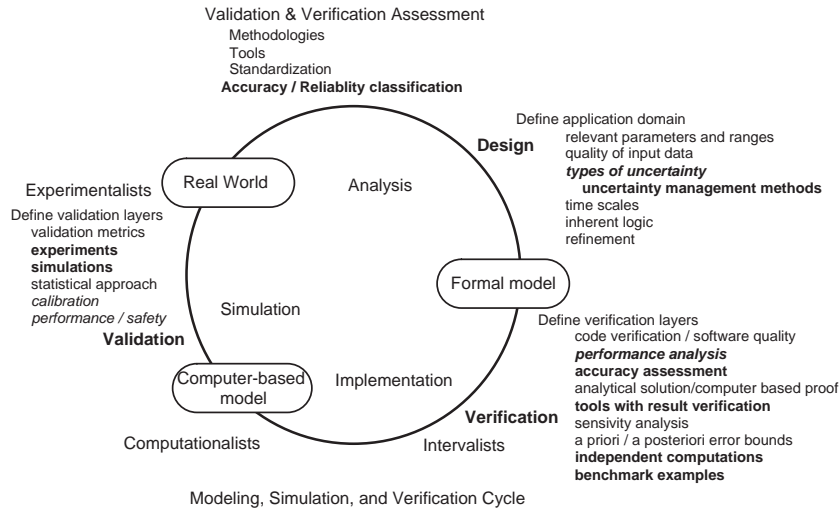 Validation & Verification Assessment
Methodologies
Tools
Standardization
Accuracy / Reliablity classification
Design
Define application domain
relevant parameters and ranges
quality of input data
types of uncertainty
uncertainty management methods
time scales
inherent logic
refinement
Real World
Analysis
Experimentalists
Define validation layers
validation metrics
experiments
simulations
statistical approach
calibration
performance / safety
Validation
Formal model
Simulation
Define verification layers
code verification / software quality
performance analysis
accuracy assessment
analytical solution/computer based proof
tools with result verification
sensivity analysis
a priori / a posteriori error bounds
independent computations
benchmark examples
Computer-based
model
Implementation
Verification
Computationalists
Intervalists
Modeling, Simulation, and Verification Cycle